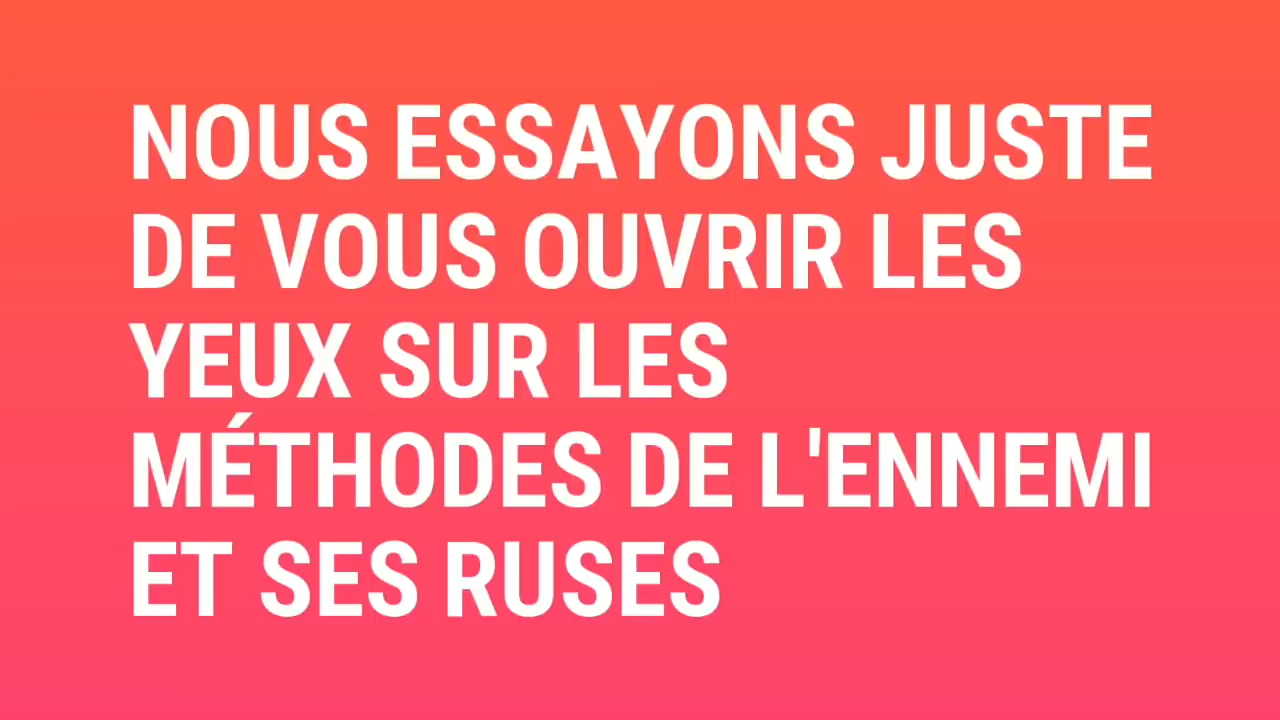 NOUS ESSAYONS JUSTE
DE VOUS OUVRIR LES
YEUX SUR LES
MÉTHODES DE L'ENNEMI
ET SES RUSES